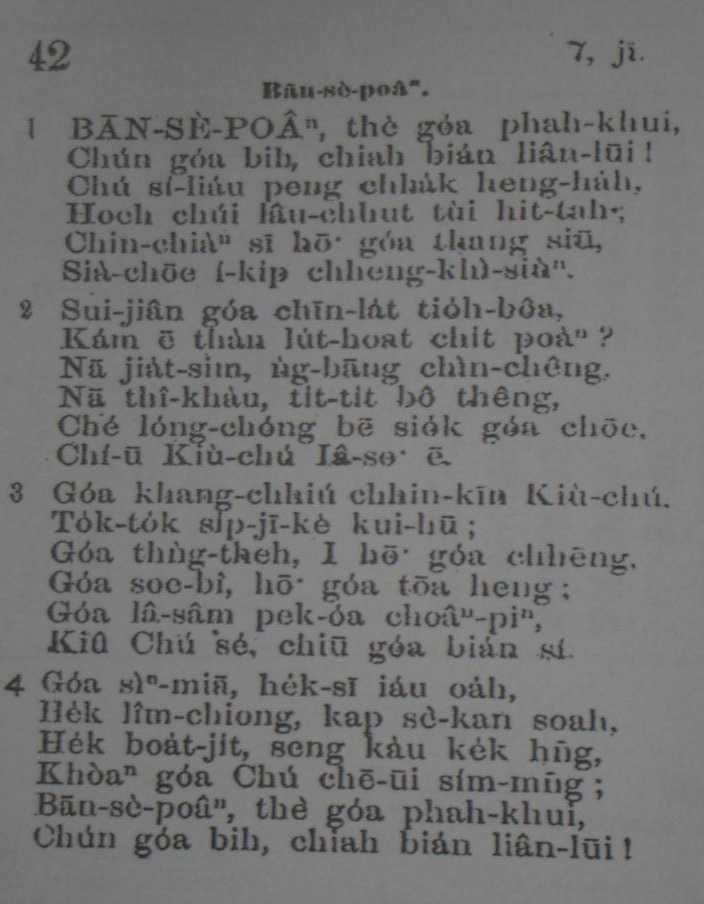 42
7, jī.
Bān-sè-poâⁿ.
1 BĀN-SÈ-POÂⁿ, thè góa phah-khui,
Chún góa bih, chiah bián liân-lūi!
Chú sí-liáu peng chhák heng-háh,
Hoeh chúi lâu-chhut tùi hit-tah;
Chin-chiàⁿ sī hō͘ góa thang siū,
Sià-chōe í-kip chheng-khì-siàⁿ.
2 Sui-jiân góa chīn-lát tióh-bôa,
Kám ē thàn lút-hoat chit poàⁿ?
Nā jiát-sim, ǹg-bāng chìn-chêng,
Nā thî-khàu, tit-tit bô thêng,
Ché lóng-chóng bē siók góa chōe,
Chí-ū Kiù-chú Iâ-so͘ ē.
3 Góa khang-chhiú chhin-kīn Kiù-chú,
Tók-tók síp-jī-kè kui-hū;
Góa thǹg-theh, I hō͘ góa chhēng,
Góa soe-bî, hō͘ góa tōa heng;
Góa lâ-sâm pek-óa choâⁿ-piⁿ,
Kiû Chú sé, chiū góa bián sí.
4 Góa sìⁿ-miā, hék-sī iáu oáh,
Hék lîm-chiong, kap sè-kan soah,
Hék boát-jit, seng kàu kék hn̄g,
Khòaⁿ góa Chú chē-ūi sím-mn̄g;
Bān-sè-poâⁿ, thè góa phah-khui,
Chún góa bih, chiah bián liân-lūi!